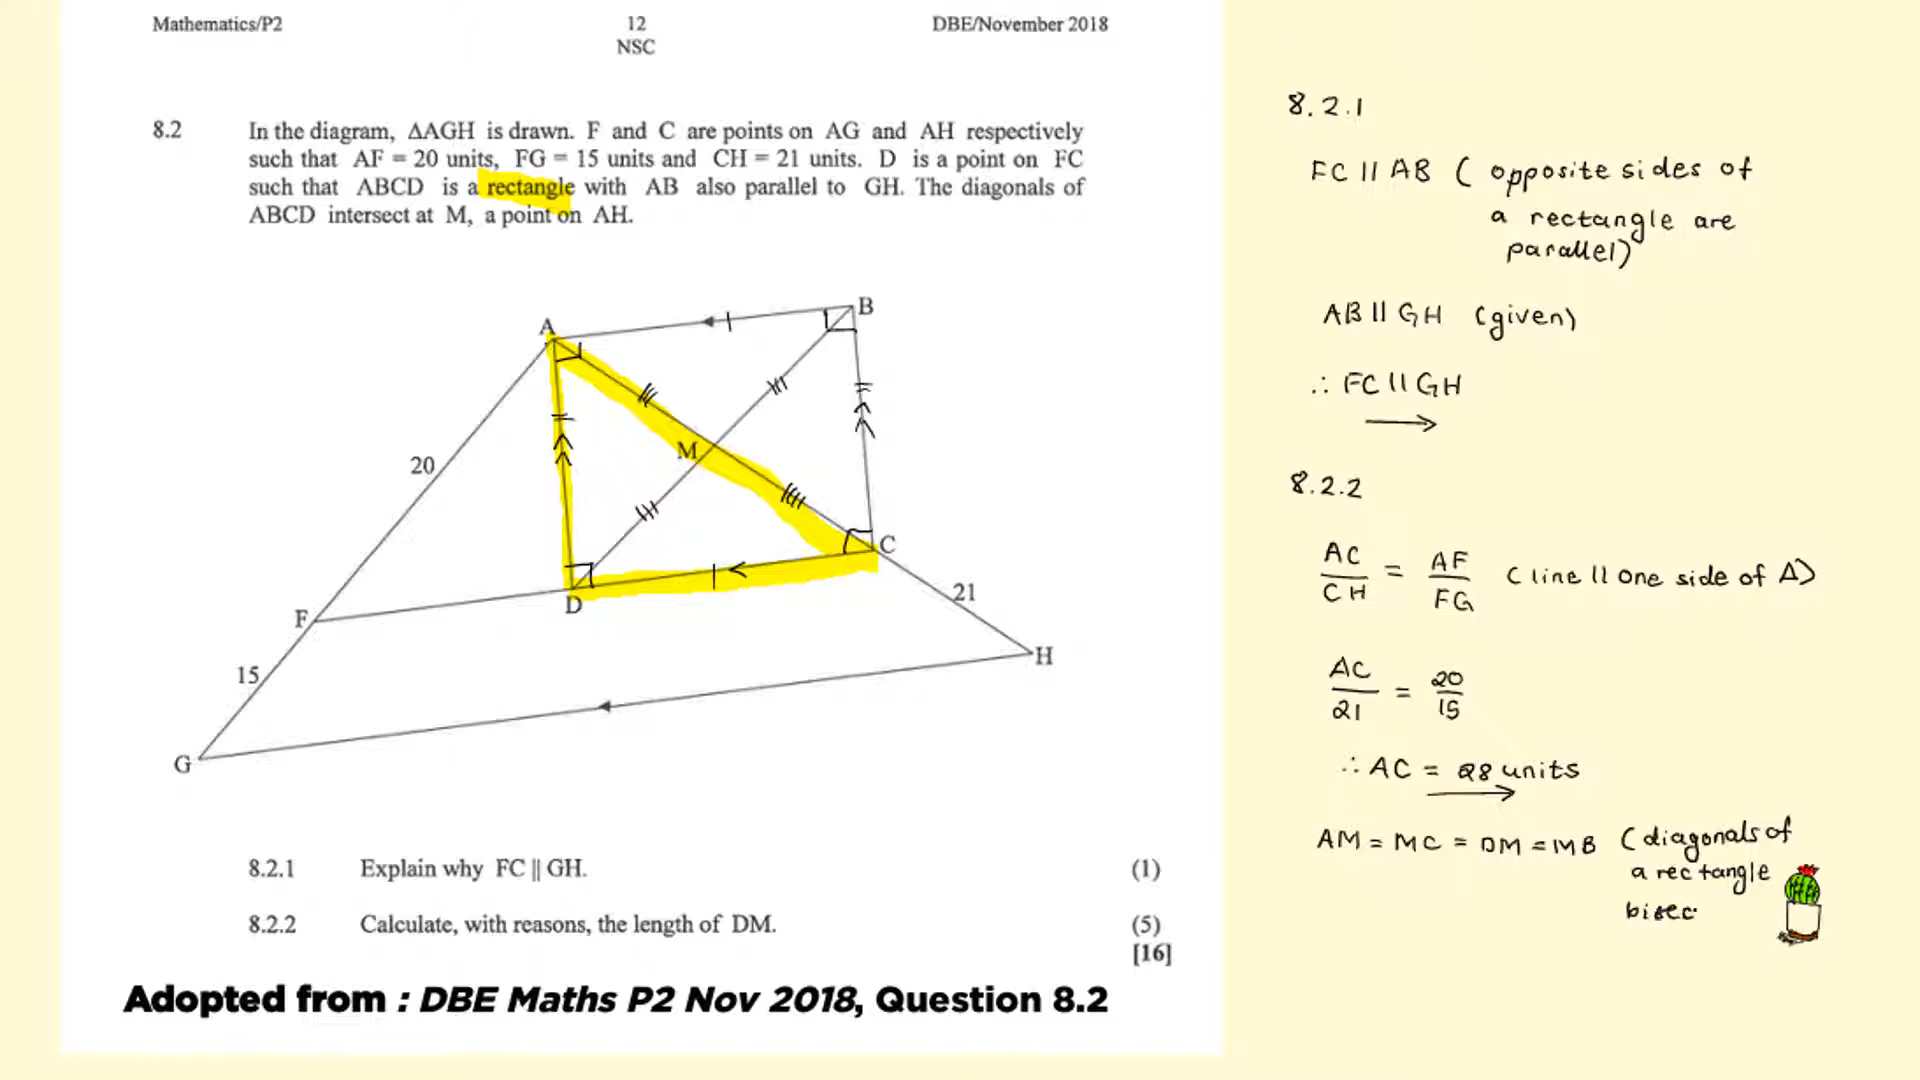 Mathematics/P2
12
DBE/November 2018
NSC
8.2 In the diagram, ΔAGH is drawn. F and C are points on AG and AH respectively
such that AF = 20 units, FG = 15 units and CH = 21 units. D is a point on FC
such that ABCD is a rectangle with AB also parallel to GH. The diagonals of
ABCD intersect at M, a point on AH.
A
B
20
M
C
21
D
F
15
H
G
8.2.1 Explain why FC || GH. (1)
8.2.2 Calculate, with reasons, the length of DM. (5)
[16]
Adopted from : DBE Maths P2 Nov 2018, Question 8.2
8.2.1
FC || AB ( opposite sides of
a rectangle are
parallel)
AB || GH (given)
∴ FC || GH
8.2.2
AC/CH = AF/FG ( line || one side of Δ)
AC/21 = 20/15
∴ AC = 28 units
AM = MC = DM = MB (diagonals of
a rectangle
bisec